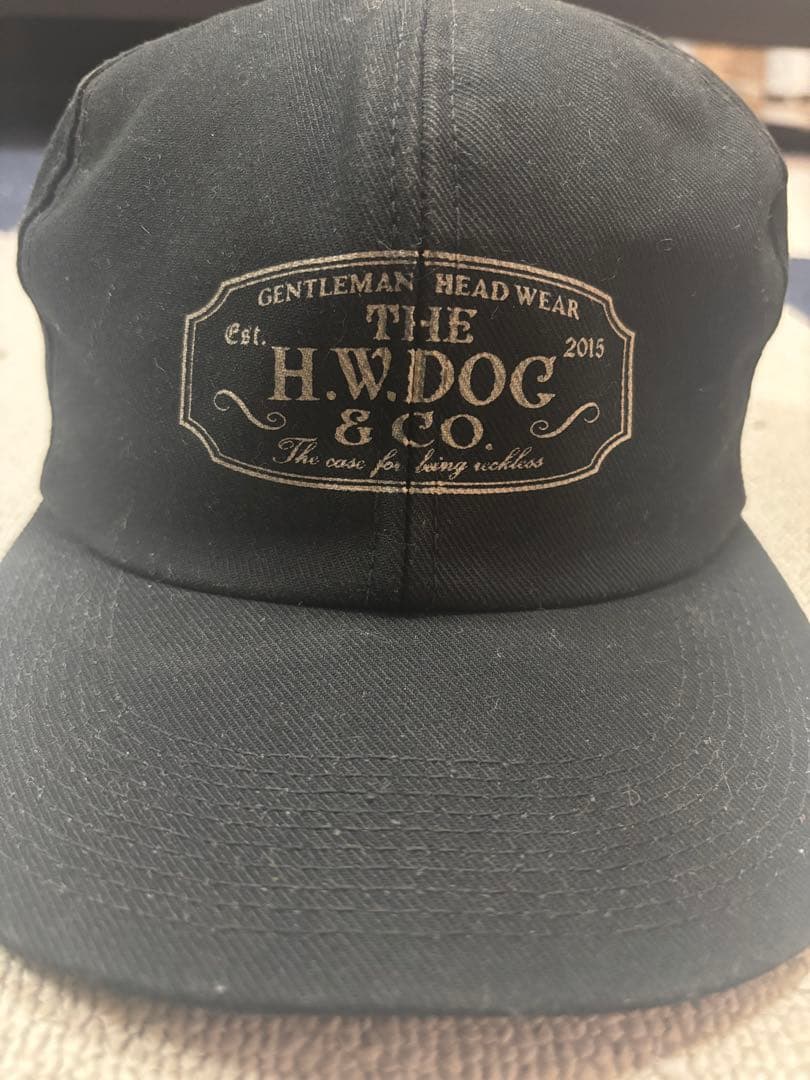 GENTLEMAN HEAD WEAR
THE
Est. 2015
H.W.DOG
& CO.
The case for being reckless